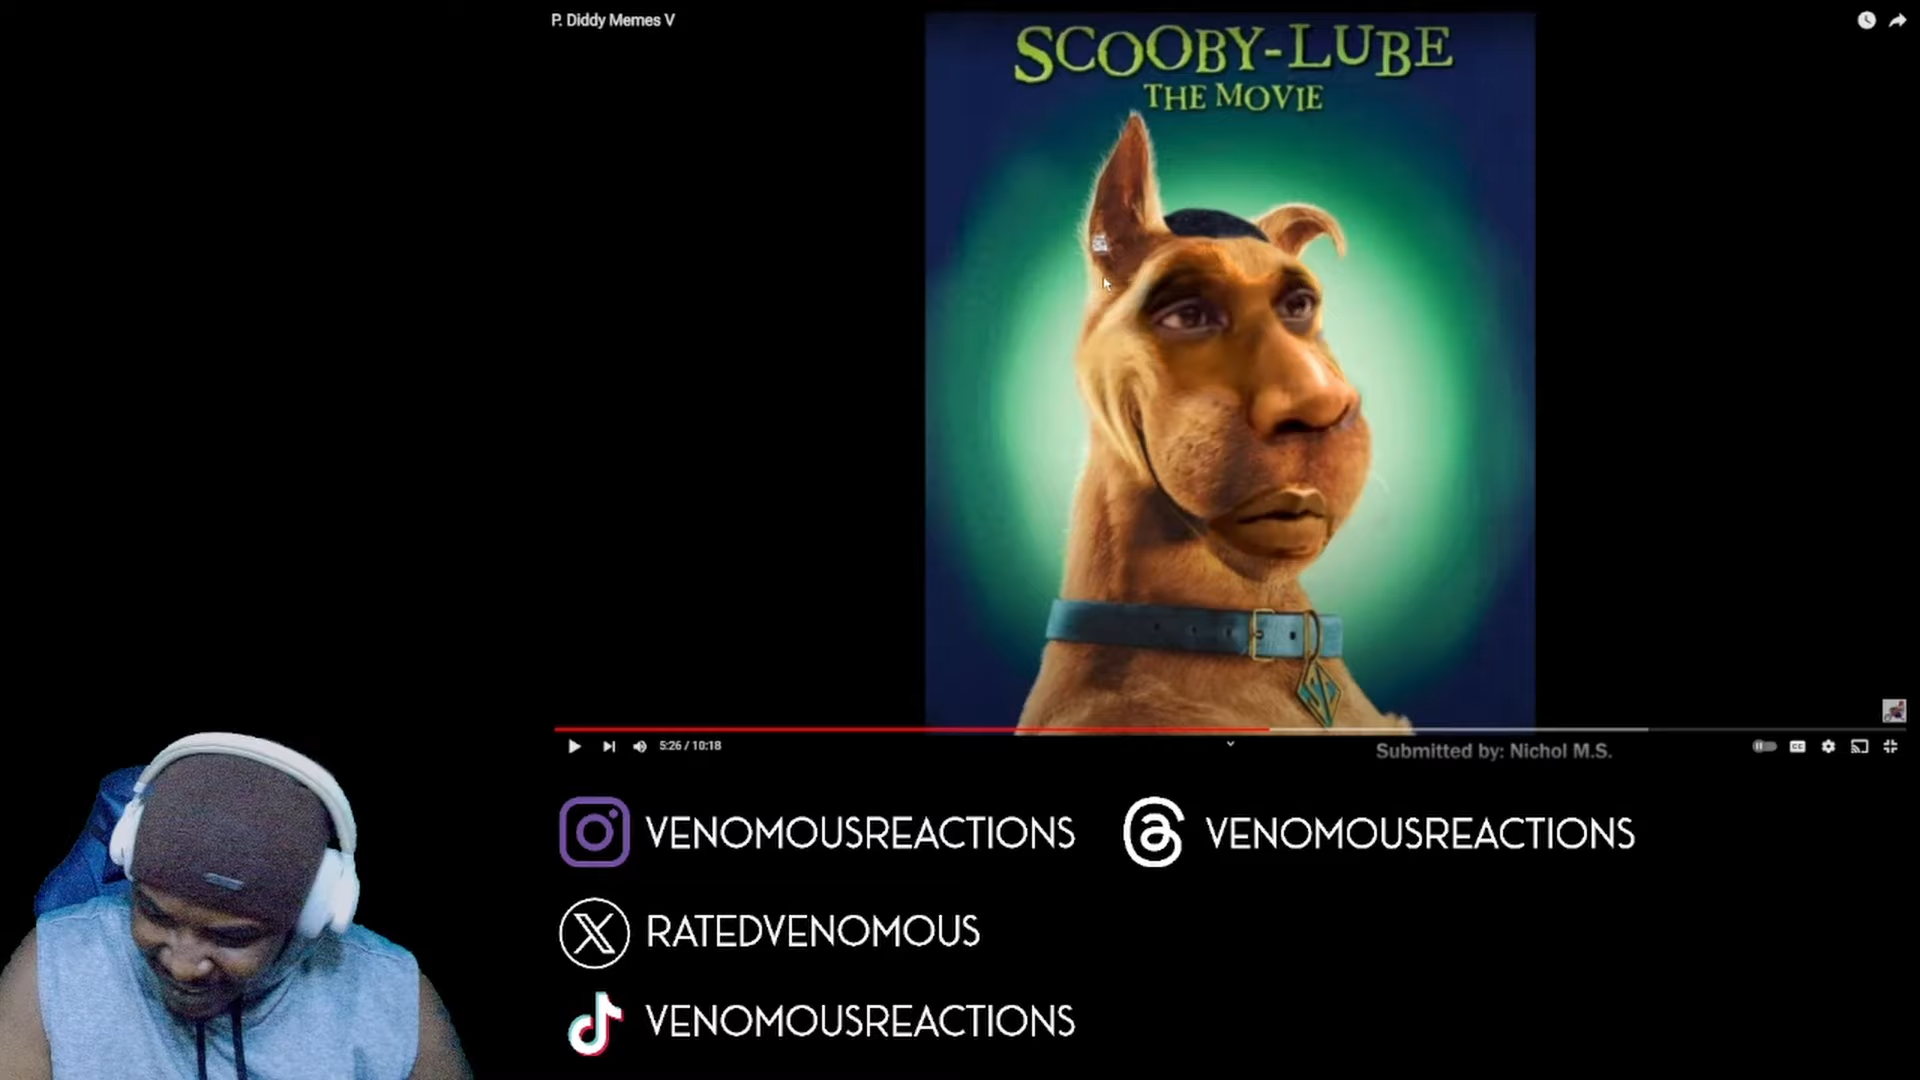 P. Diddy Memes V
SCOOBY-LUBE
THE MOVIE
5:26 / 10:18
Submitted by: Nichol M.S.
VENOMOUSREACTIONS
VENOMOUSREACTIONS
RATEDVENOMOUS
VENOMOUSREACTIONS